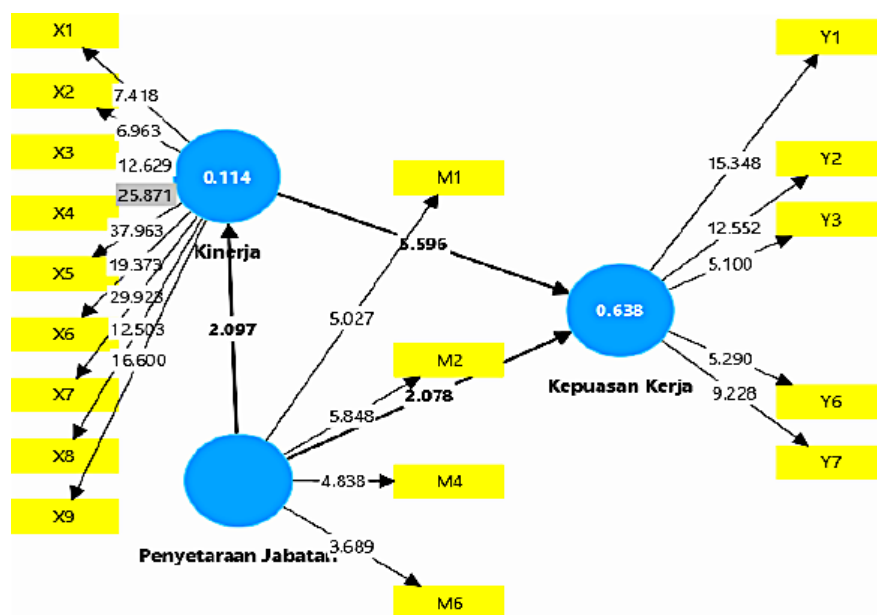 X1
X2
X3
X4
X5
X6
X7
X8
X9
7.418
6.963
12.629
25.871
37.963
19.373
29.923
12.503
16.600
0.114
Kinerja
2.097
Penyetaraan Jabatan
M1
M2
M4
M6
5.027
5.848
4.838
3.689
5.596
2.078
0.638
Kepuasan Kerja
15.348
12.552
5.100
5.290
9.228
Y1
Y2
Y3
Y6
Y7